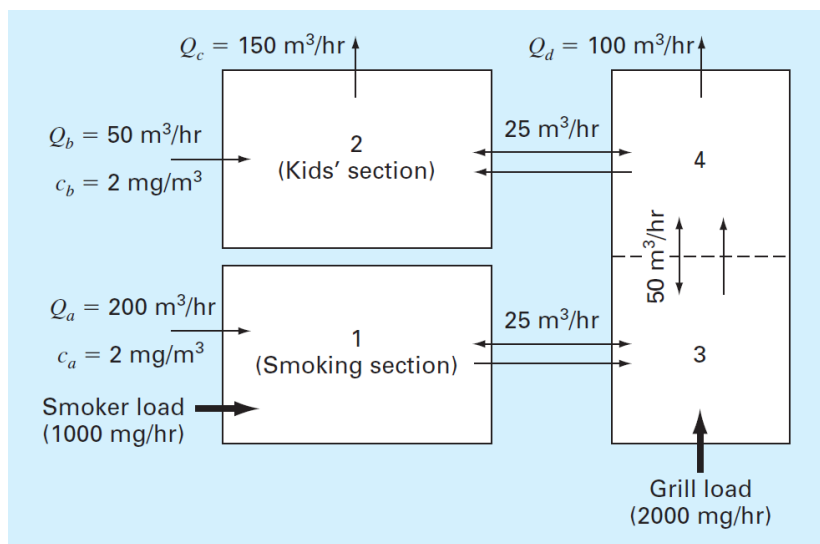 Q_c = 150 m³/hr
Q_d = 100 m³/hr
Q_b = 50 m³/hr
c_b = 2 mg/m³
2
(Kids' section)
25 m³/hr
4
50 m³/hr
Q_a = 200 m³/hr
c_a = 2 mg/m³
1
(Smoking section)
25 m³/hr
3
Smoker load
(1000 mg/hr)
Grill load
(2000 mg/hr)